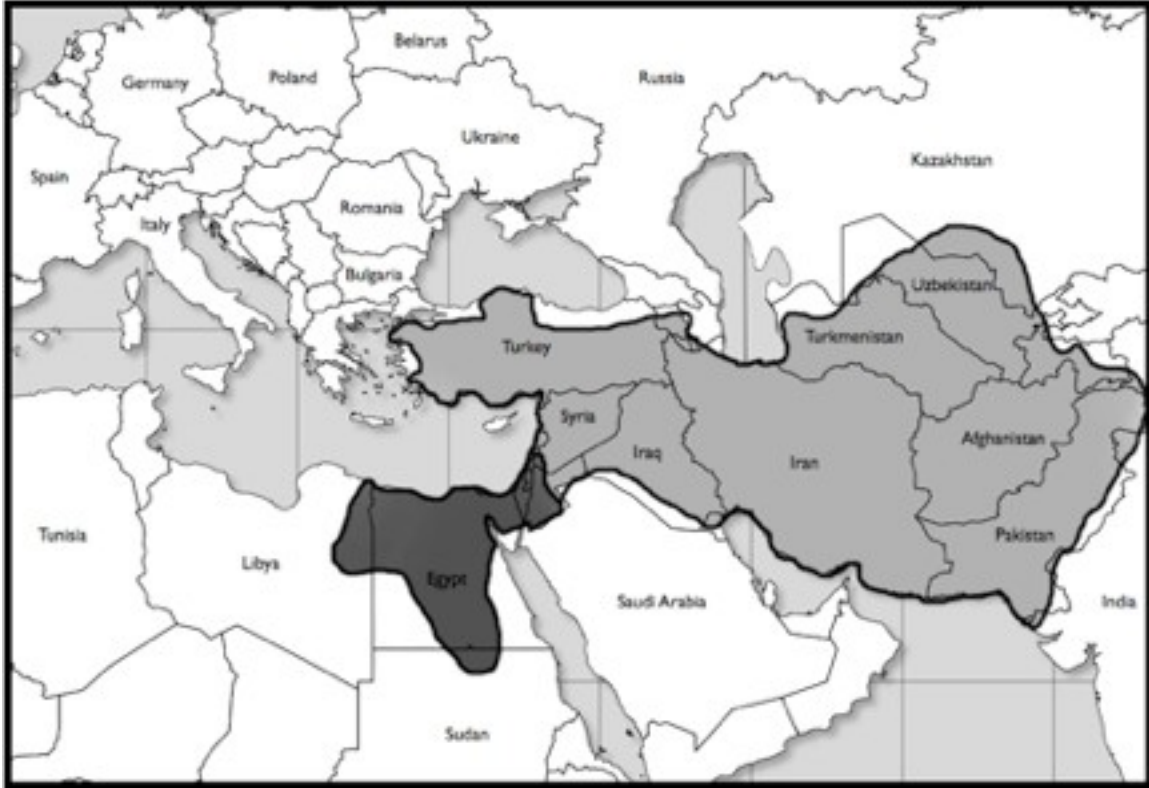 Belarus
Germany
Poland
Russia
Ukraine
Kazakhstan
Spain
Romania
Italy
Bulgaria
Uzbekistan
Turkey
Turkmenistan
Syria
Afghanistan
Iraq
Iran
Tunisia
Pakistan
Libya
Egypt
Saudi Arabia
India
Sudan